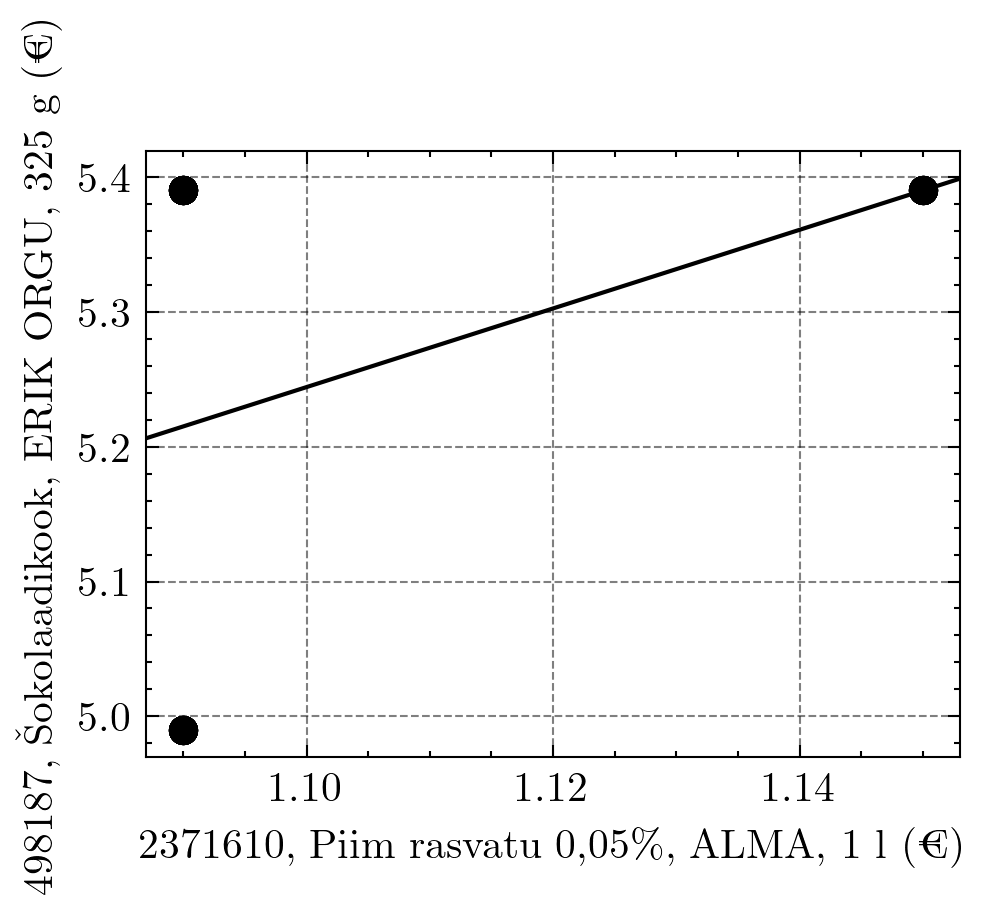 498187, Šokolaadikook, ERIK ORGU, 325 g (€)
5.4
5.3
5.2
5.1
5.0
1.10 1.12 1.14
2371610, Piim rasvatu 0,05%, ALMA, 1 l (€)